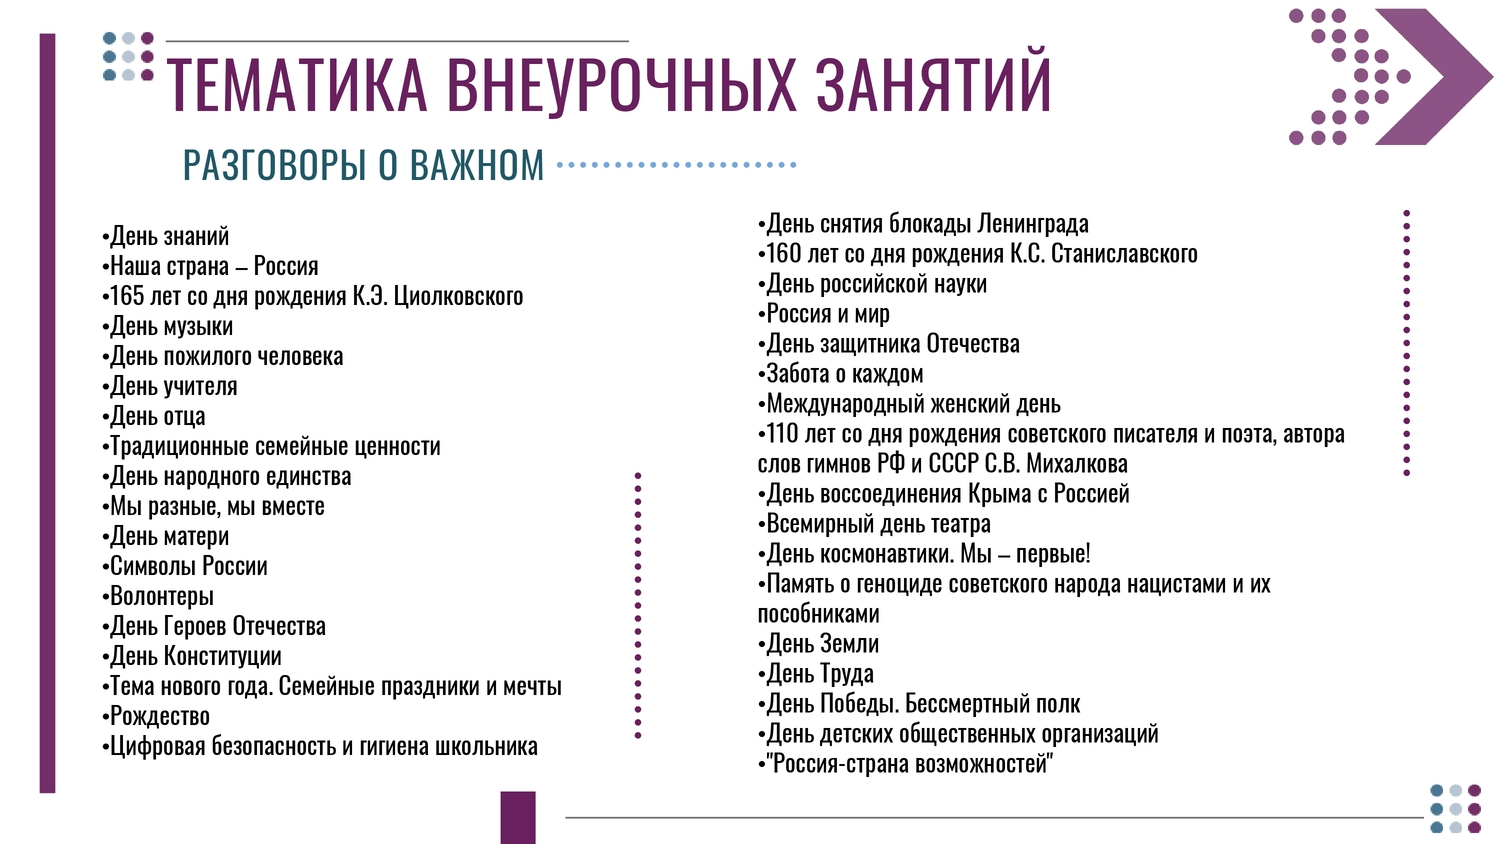 ТЕМАТИКА ВНЕУРОЧНЫХ ЗАНЯТИЙ
РАЗГОВОРЫ О ВАЖНОМ
•День знаний
•Наша страна – Россия
•165 лет со дня рождения К.Э. Циолковского
•День музыки
•День пожилого человека
•День учителя
•День отца
•Традиционные семейные ценности
•День народного единства
•Мы разные, мы вместе
•День матери
•Символы России
•Волонтеры
•День Героев Отечества
•День Конституции
•Тема нового года. Семейные праздники и мечты
•Рождество
•Цифровая безопасность и гигиена школьника
•День снятия блокады Ленинграда
•160 лет со дня рождения К.С. Станиславского
•День российской науки
•Россия и мир
•День защитника Отечества
•Забота о каждом
•Международный женский день
•110 лет со дня рождения советского писателя и поэта, автора
слов гимнов РФ и СССР С.В. Михалкова
•День воссоединения Крыма с Россией
•Всемирный день театра
•День космонавтики. Мы – первые!
•Память о геноциде советского народа нацистами и их
пособниками
•День Земли
•День Труда
•День Победы. Бессмертный полк
•День детских общественных организаций
•"Россия-страна возможностей"